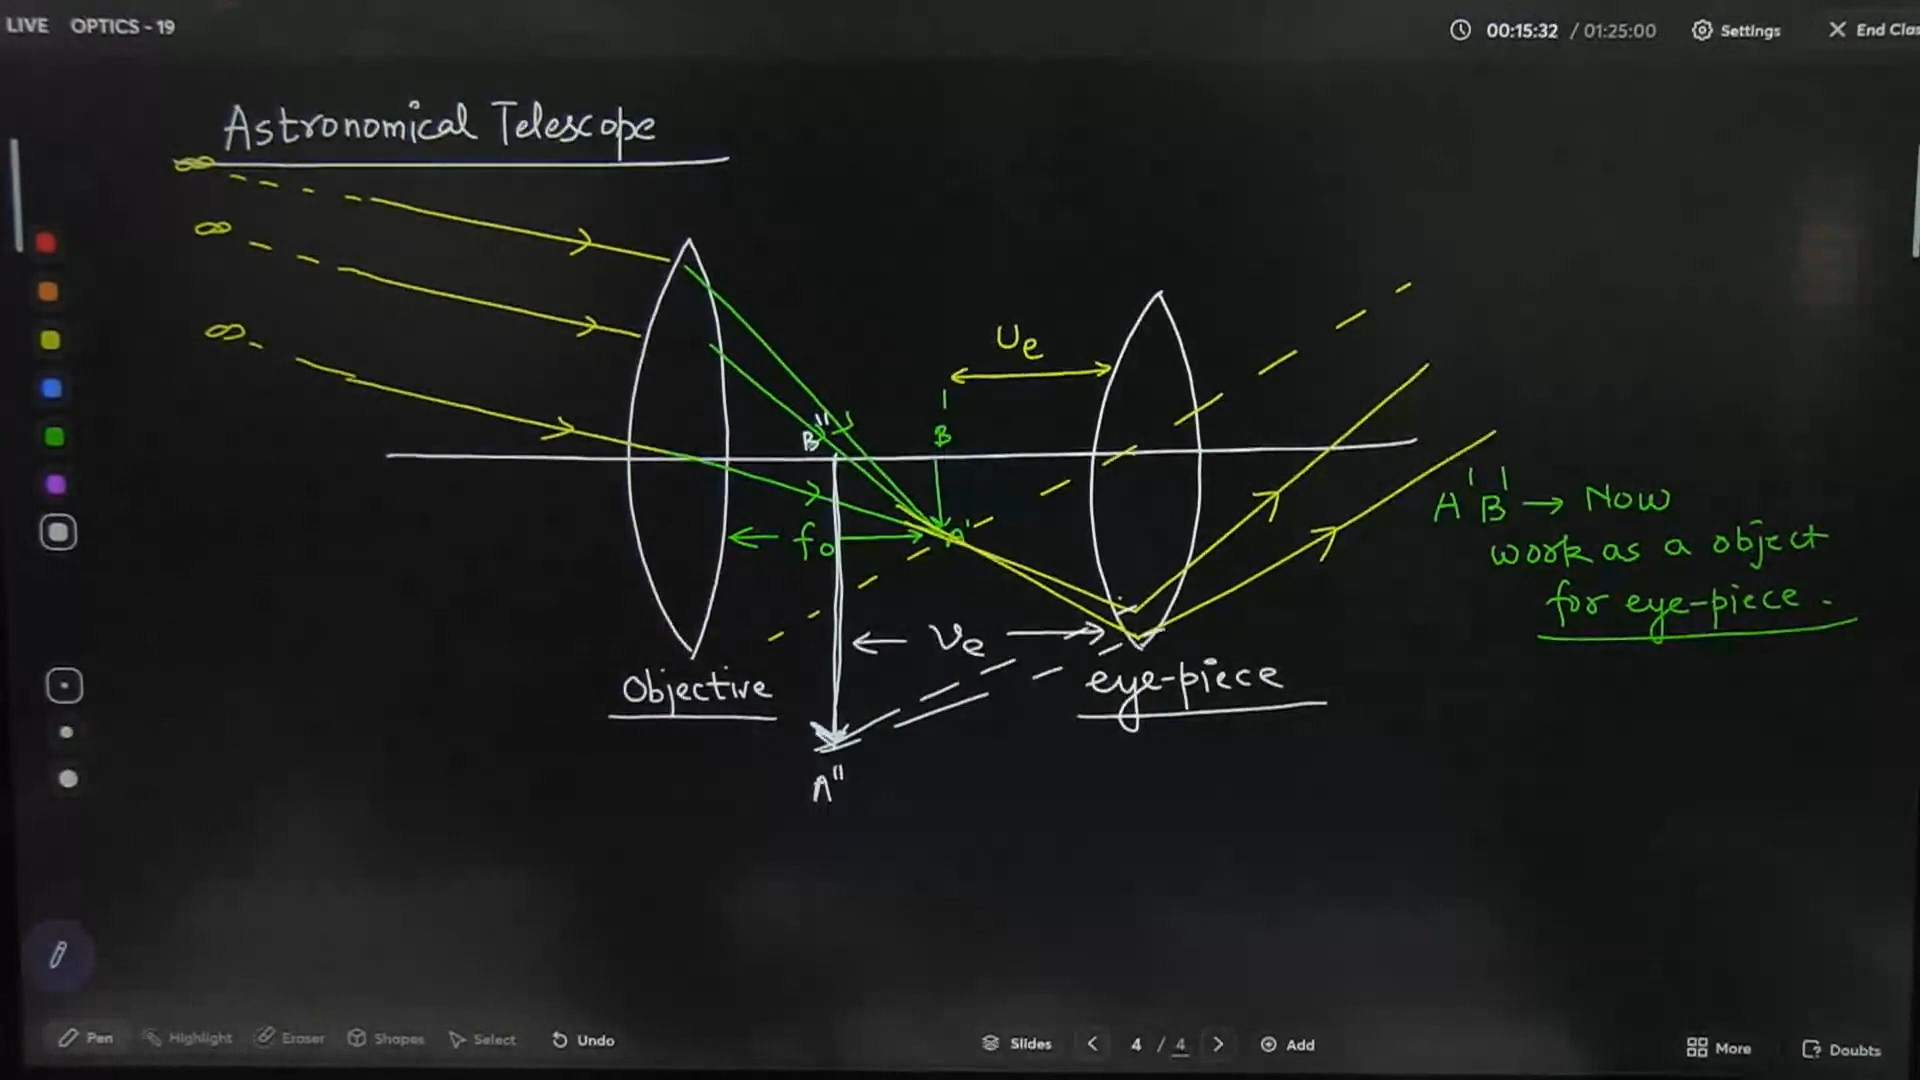 LIVE OPTICS - 19
00:15:32 / 01:25:00 Settings End Clas
Astronomical Telescope
∞
∞
∞
Ue
B''
B'
A'
fo
A'B' → Now
work as a object
for eye-piece.
Ve
Objective
eye-piece
A''
Pen Highlight Eraser Shapes Select Undo
Slides 4 / 4 Add
More Doubts